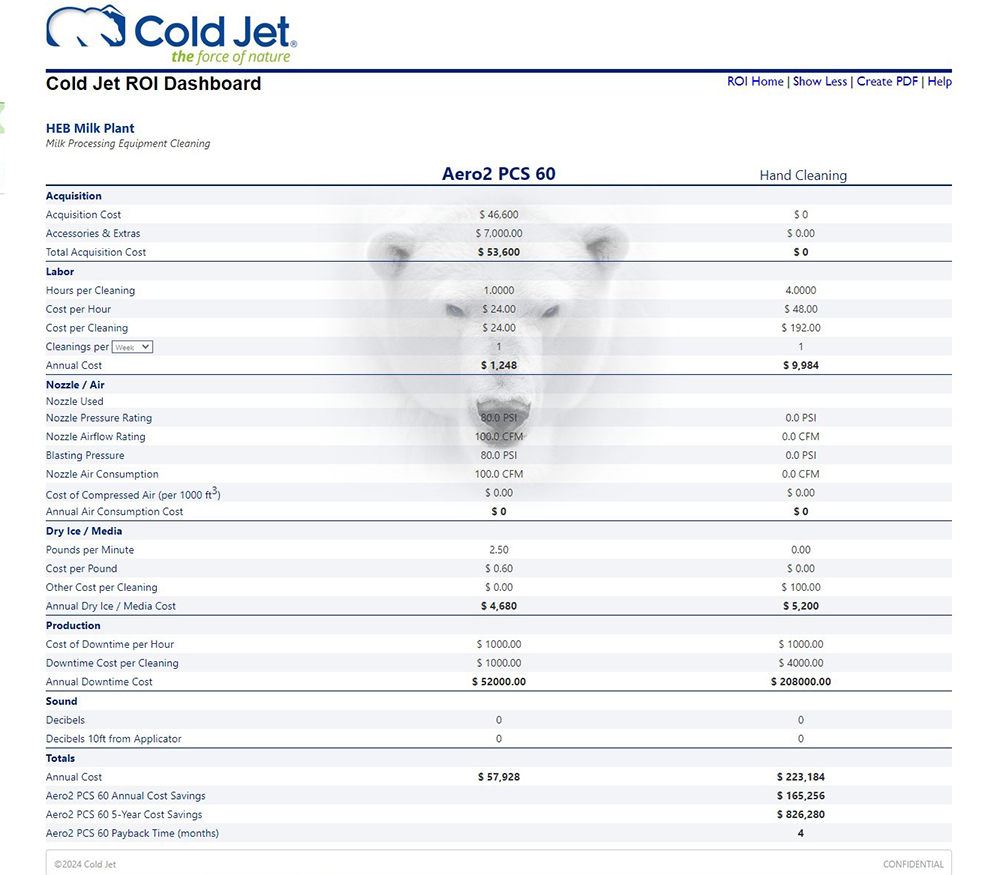 Cold Jet®
the force of nature
Cold Jet ROI Dashboard ROI Home | Show Less | Create PDF | Help
HEB Milk Plant
Milk Processing Equipment Cleaning
Aero2 PCS 60 Hand Cleaning
Acquisition
Acquisition Cost $ 46,600 $ 0
Accessories & Extras $ 7,000.00 $ 0.00
Total Acquisition Cost $ 53,600 $ 0
Labor
Hours per Cleaning 1.0000 4.0000
Cost per Hour $ 24.00 $ 48.00
Cost per Cleaning $ 24.00 $ 192.00
Cleanings per Week 1 1
Annual Cost $ 1,248 $ 9,984
Nozzle / Air
Nozzle Used
Nozzle Pressure Rating 80.0 PSI 0.0 PSI
Nozzle Airflow Rating 100.0 CFM 0.0 CFM
Blasting Pressure 80.0 PSI 0.0 PSI
Nozzle Air Consumption 100.0 CFM 0.0 CFM
Cost of Compressed Air (per 1000 ft³) $ 0.00 $ 0.00
Annual Air Consumption Cost $ 0 $ 0
Dry Ice / Media
Pounds per Minute 2.50 0.00
Cost per Pound $ 0.60 $ 0.00
Other Cost per Cleaning $ 0.00 $ 100.00
Annual Dry Ice / Media Cost $ 4,680 $ 5,200
Production
Cost of Downtime per Hour $ 1000.00 $ 1000.00
Downtime Cost per Cleaning $ 1000.00 $ 4000.00
Annual Downtime Cost $ 52000.00 $ 208000.00
Sound
Decibels 0 0
Decibels 10ft from Applicator 0 0
Totals
Annual Cost $ 57,928 $ 223,184
Aero2 PCS 60 Annual Cost Savings $ 165,256
Aero2 PCS 60 5-Year Cost Savings $ 826,280
Aero2 PCS 60 Payback Time (months) 4
©2024 Cold Jet CONFIDENTIAL